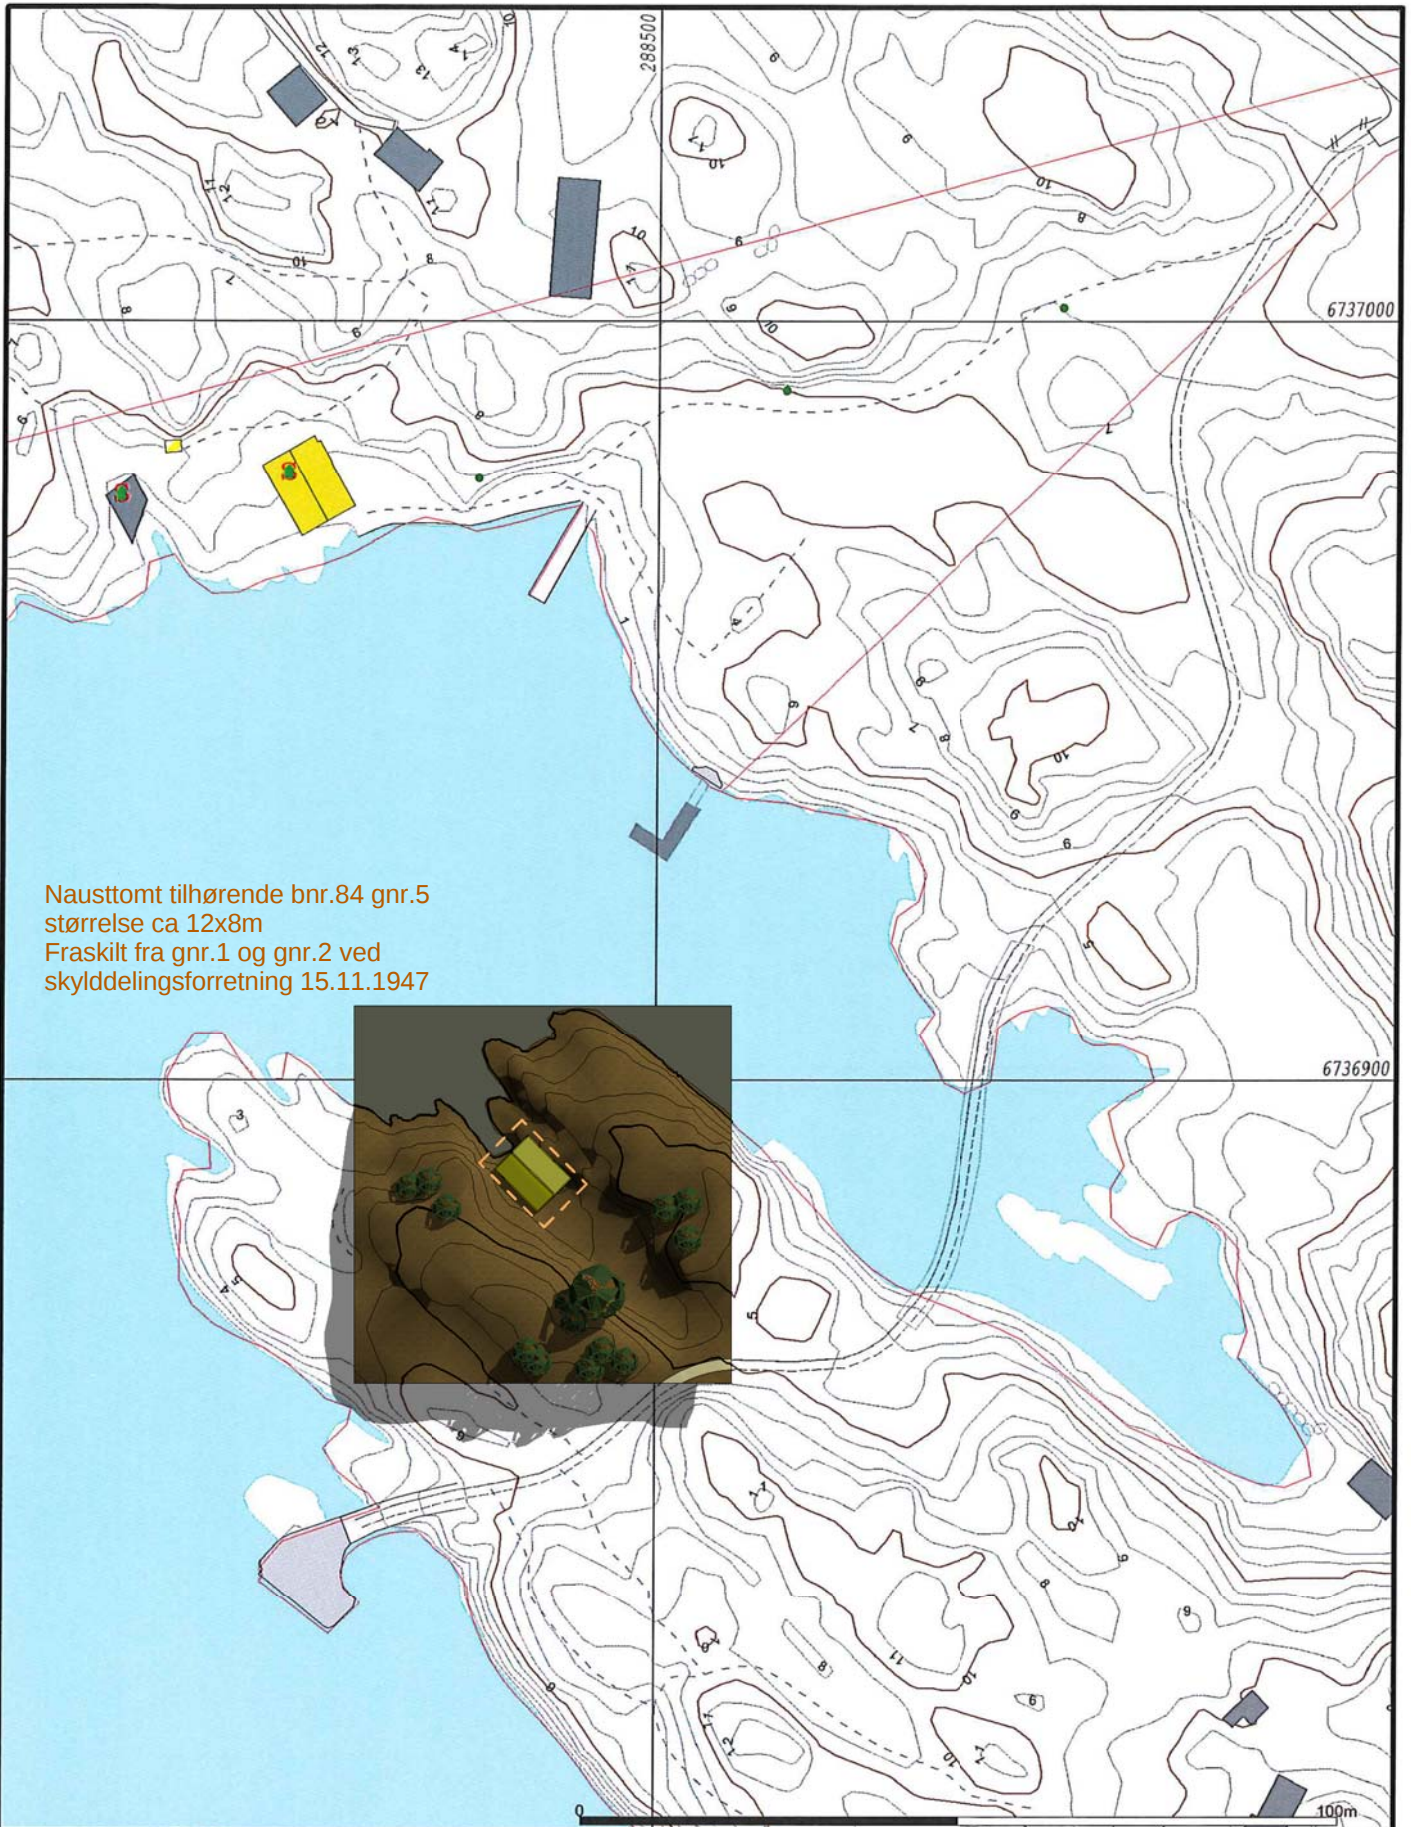 288500
6737000
Nausttomt tilhørende bnr.84 gnr.5
størrelse ca 12x8m
Fraskilt fra gnr.1 og gnr.2 ved
skylddelingsforretning 15.11.1947
6736900
0 100m